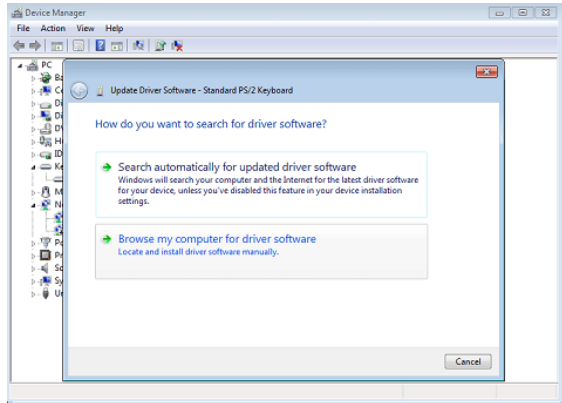 Device Manager
File Action View Help
PC
Update Driver Software - Standard PS/2 Keyboard
How do you want to search for driver software?
Search automatically for updated driver software
Windows will search your computer and the Internet for the latest driver software
for your device, unless you've disabled this feature in your device installation
settings.
Browse my computer for driver software
Locate and install driver software manually.
Cancel